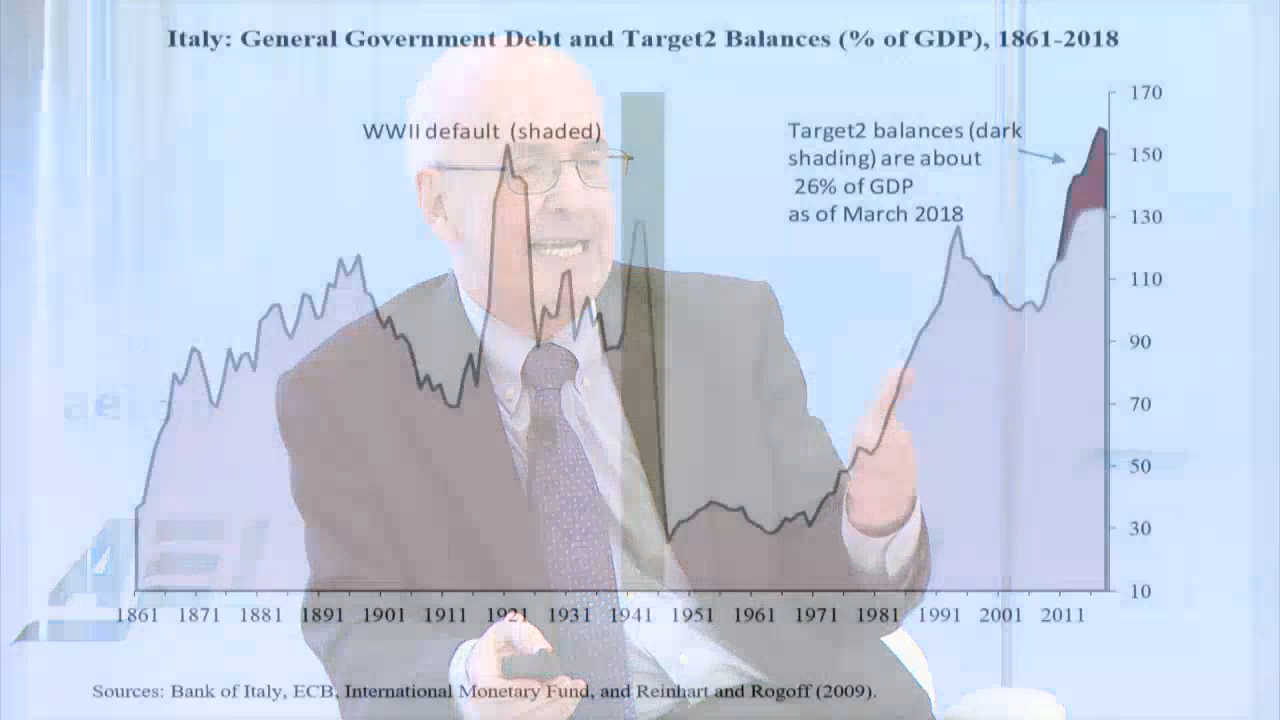 Italy: General Government Debt and Target2 Balances (% of GDP), 1861-2018
WWII default (shaded)
Target2 balances (dark
shading) are about
26% of GDP
as of March 2018
170
150
130
110
90
70
50
30
10
1861 1871 1881 1891 1901 1911 1921 1931 1941 1951 1961 1971 1981 1991 2001 2011
Sources: Bank of Italy, ECB, International Monetary Fund, and Reinhart and Rogoff (2009).
AEI